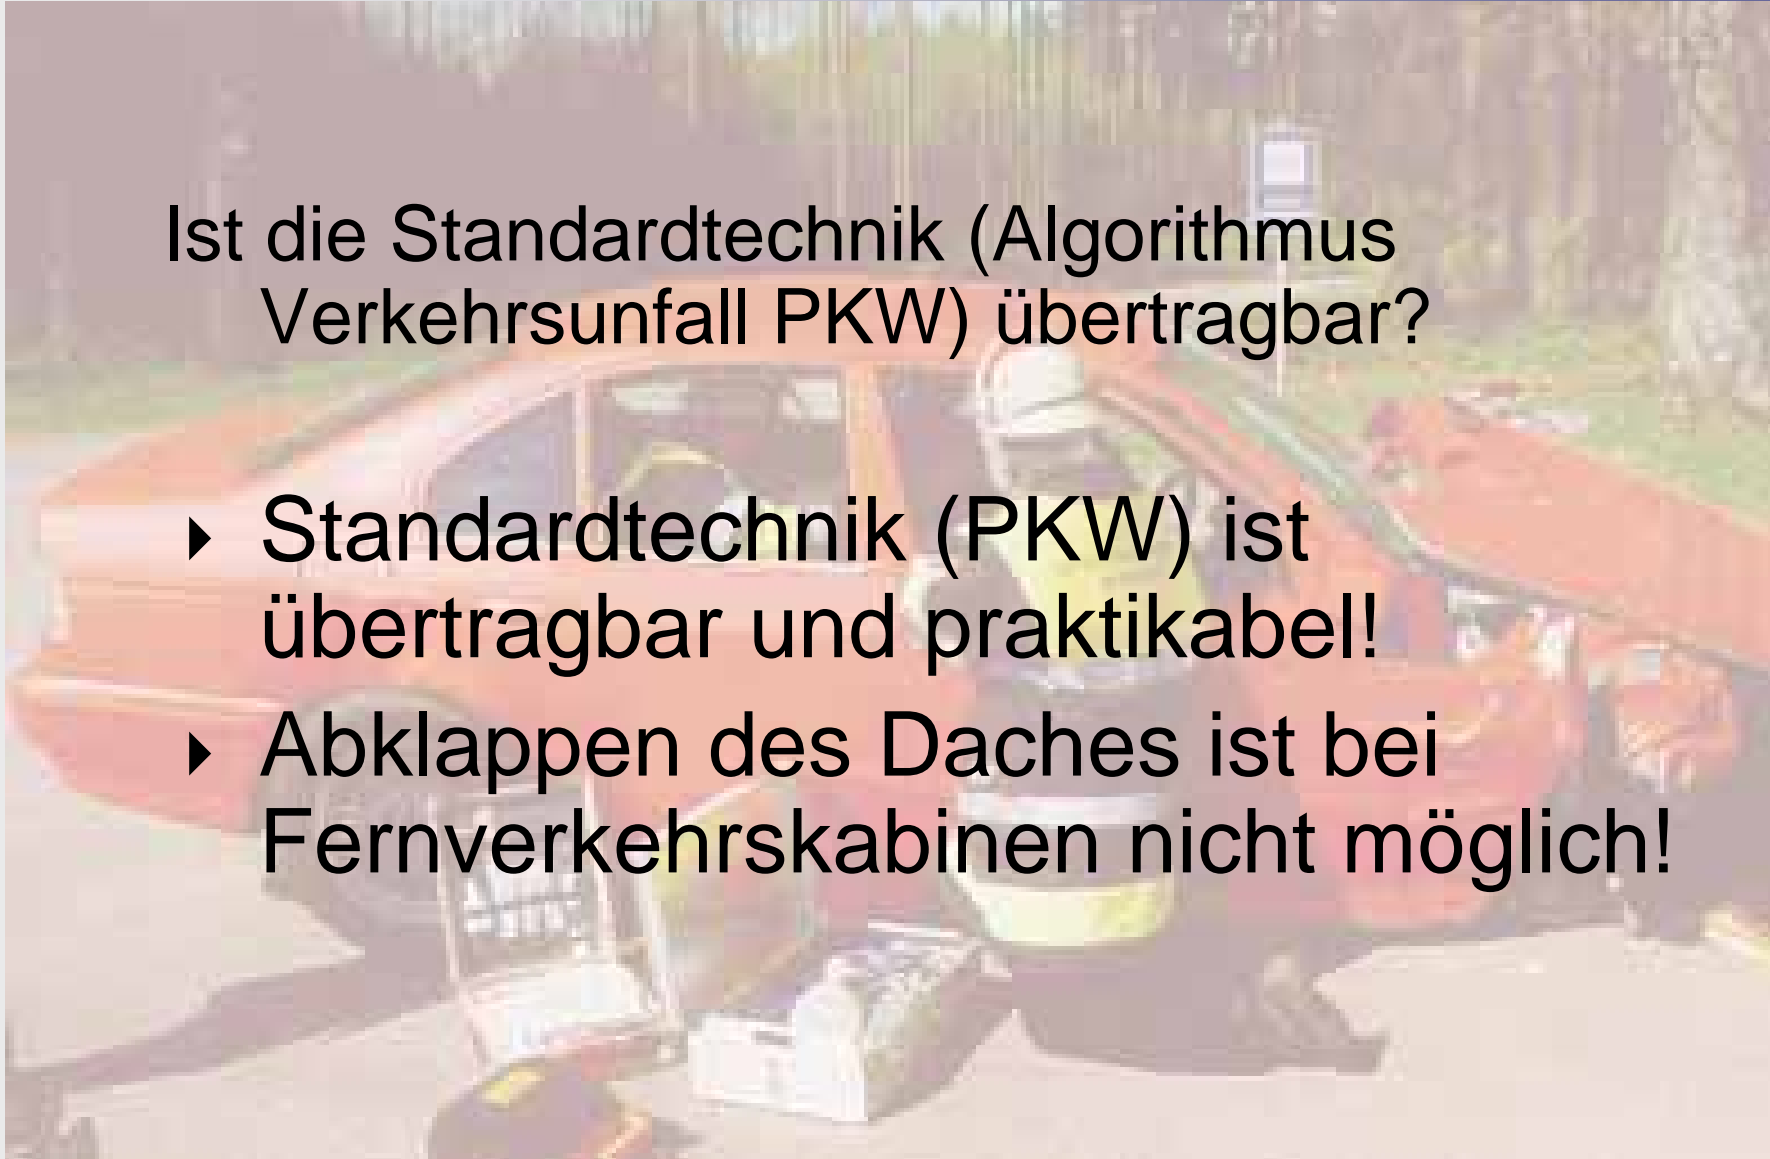 Ist die Standardtechnik (Algorithmus
Verkehrsunfall PKW) übertragbar?
Standardtechnik (PKW) ist
übertragbar und praktikabel!
Abklappen des Daches ist bei
Fernverkehrskabinen nicht möglich!